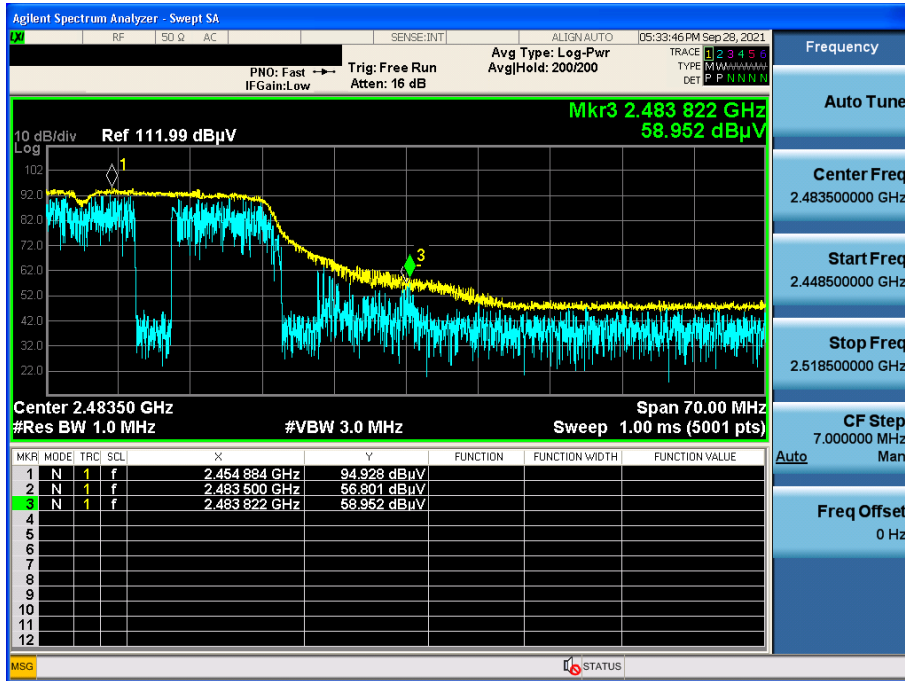 Agilent Spectrum Analyzer - Swept SA
LXI RF 50 Ω AC SENSE:INT ALIGN AUTO 05:33:46 PM Sep 28, 2021
Frequency
Avg Type: Log-Pwr TRACE 1 2 3 4 5 6
PNO: Fast Trig: Free Run Avg|Hold: 200/200 TYPE M W W W W W
IFGain:Low Atten: 16 dB DET P P N N N N
Auto Tune
Mkr3 2.483 822 GHz
58.952 dBµV
10 dB/div Ref 111.99 dBµV
Log
102
92.0
82.0
72.0
62.0
52.0
42.0
32.0
22.0
1
3
Center Freq
2.483500000 GHz
Start Freq
2.448500000 GHz
Stop Freq
2.518500000 GHz
Center 2.48350 GHz Span 70.00 MHz
#Res BW 1.0 MHz #VBW 3.0 MHz Sweep 1.00 ms (5001 pts)
CF Step
7.000000 MHz
Auto Man
MKR MODE TRC SCL X Y FUNCTION FUNCTION WIDTH FUNCTION VALUE
1 N 1 f 2.454 884 GHz 94.928 dBµV
2 N 1 f 2.483 500 GHz 56.801 dBµV
3 N 1 f 2.483 822 GHz 58.952 dBµV
4
5
6
7
8
9
10
11
12
Freq Offset
0 Hz
MSG STATUS